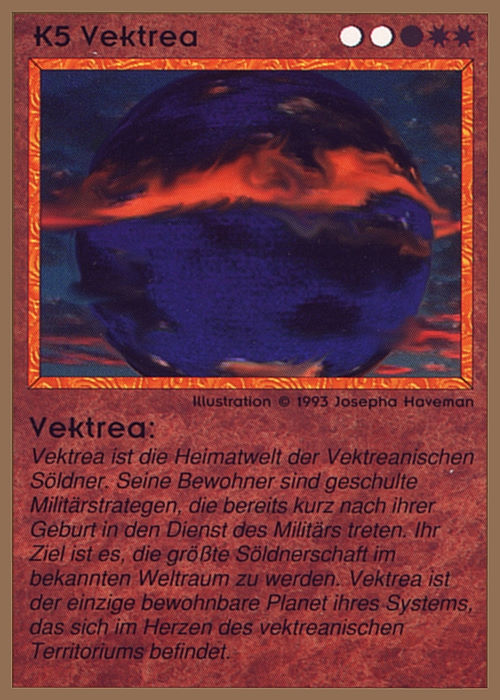 K5 Vektrea
Illustration © 1993 Josepha Haveman
Vektrea:
Vektrea ist die Heimatwelt der Vektreanischen
Söldner. Seine Bewohner sind geschulte
Militärstrategen, die bereits kurz nach ihrer
Geburt in den Dienst des Militärs treten. Ihr
Ziel ist es, die größte Söldnerschaft im
bekannten Weltraum zu werden. Vektrea ist
der einzige bewohnbare Planet ihres Systems,
das sich im Herzen des vektreanischen
Territoriums befindet.